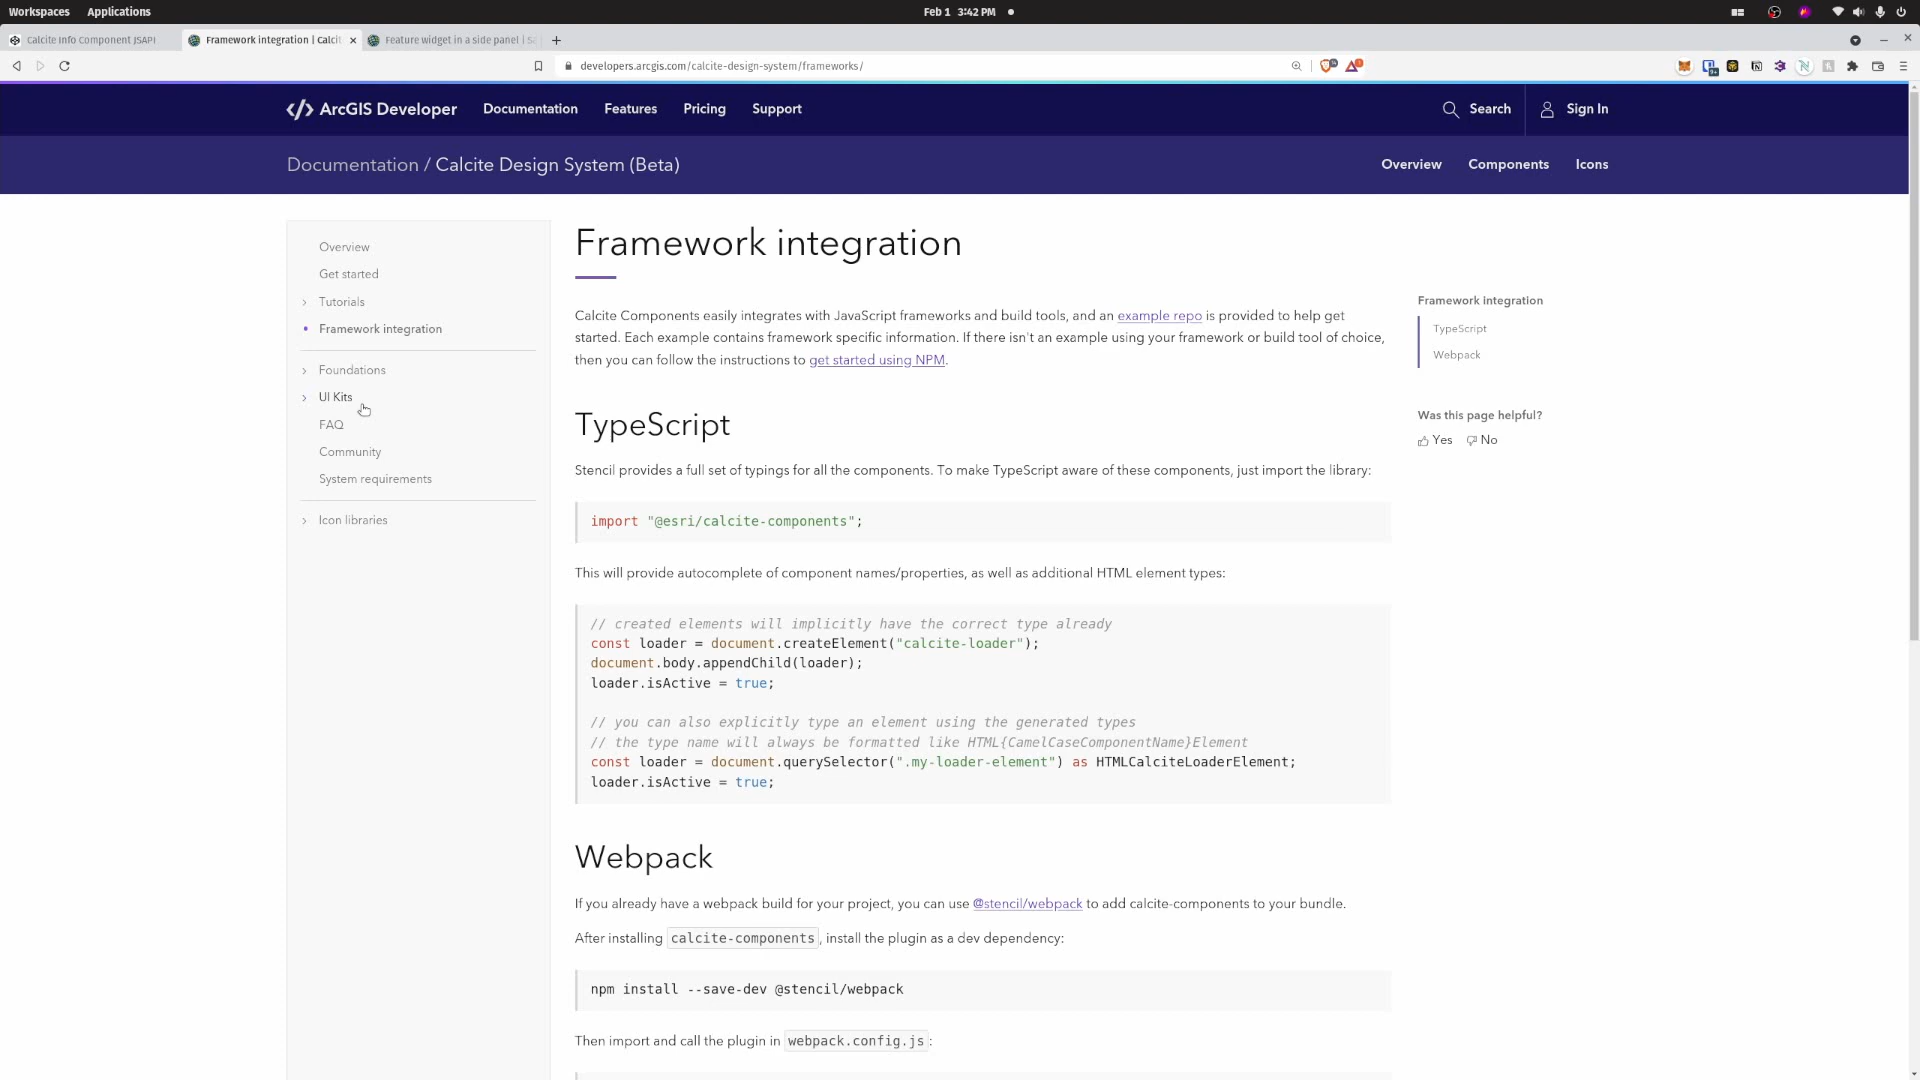 Workspaces Applications Feb 1 3:42 PM
Calcite Info Component JSAPI Framework integration | Calcit Feature widget in a side panel | Sa
developers.arcgis.com/calcite-design-system/frameworks/
</> ArcGIS Developer Documentation Features Pricing Support Search Sign In
Documentation / Calcite Design System (Beta) Overview Components Icons
Overview
Get started
Tutorials
Framework integration
Foundations
UI Kits
FAQ
Community
System requirements
Icon libraries
Framework integration
Calcite Components easily integrates with JavaScript frameworks and build tools, and an example repo is provided to help get
started. Each example contains framework specific information. If there isn't an example using your framework or build tool of choice,
then you can follow the instructions to get started using NPM.
TypeScript
Stencil provides a full set of typings for all the components. To make TypeScript aware of these components, just import the library:
import "@esri/calcite-components";
This will provide autocomplete of component names/properties, as well as additional HTML element types:
// created elements will implicitly have the correct type already
const loader = document.createElement("calcite-loader");
document.body.appendChild(loader);
loader.isActive = true;
// you can also explicitly type an element using the generated types
// the type name will always be formatted like HTML{CamelCaseComponentName}Element
const loader = document.querySelector(".my-loader-element") as HTMLCalciteLoaderElement;
loader.isActive = true;
Webpack
If you already have a webpack build for your project, you can use @stencil/webpack to add calcite-components to your bundle.
After installing calcite-components, install the plugin as a dev dependency:
npm install --save-dev @stencil/webpack
Then import and call the plugin in webpack.config.js:
Framework integration
TypeScript
Webpack
Was this page helpful?
Yes No